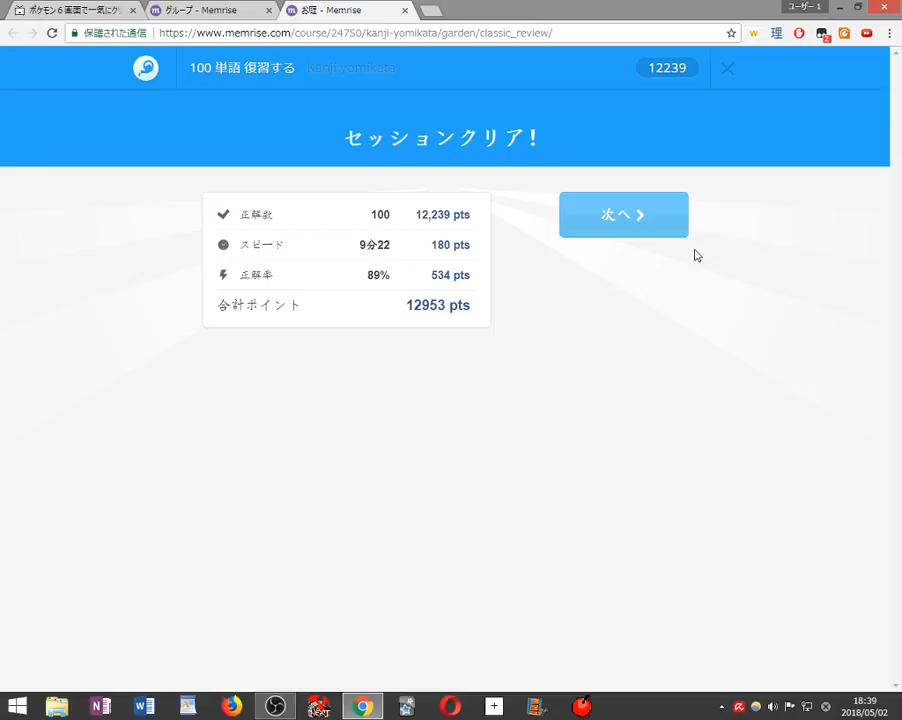 ポケモン6画面で一気にク
グループ - Memrise
お庭 - Memrise
ユーザー 1
保護された通信
https://www.memrise.com/course/24750/kanji-yomikata/garden/classic_review/
100 単語 復習する
kanji yomikata
12239
セッションクリア!
正解数 100 12,239 pts
スピード 9分22 180 pts
正解率 89% 534 pts
合計ポイント 12953 pts
次へ
18:39
2018/05/02